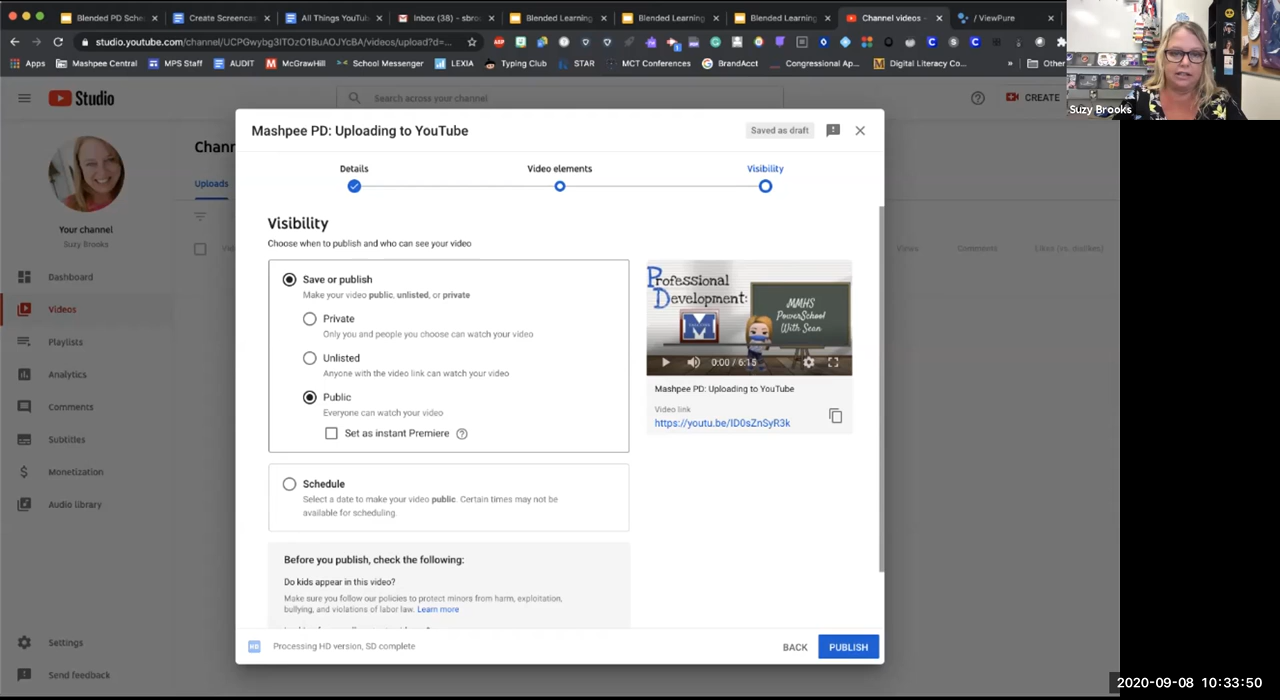 Blended PD Sche
Create Screencas
All Things YouTub
Inbox (38) - sbro
Blended Learning
Blended Learning
Blended Learning
Channel videos -
/ ViewPure
studio.youtube.com/channel/UCPGwybg3ITOzO1BuAOJYcBA/videos/upload?d=...
Apps
Mashpee Central
MPS Staff
AUDIT
McGrawHill
School Messenger
LEXIA
Typing Club
STAR
MCT Conferences
BrandAcct
Congressional Ap...
Digital Literacy Co...
»
Other
Suzy Brooks
Studio
Search across your channel
CREATE
Your channel
Suzy Brooks
Dashboard
Videos
Playlists
Analytics
Comments
Subtitles
Monetization
Audio library
Settings
Send feedback
Chann
Uploads
Views
Comments
Likes (vs. dislikes)
Mashpee PD: Uploading to YouTube
Saved as draft
Details
Video elements
Visibility
Visibility
Choose when to publish and who can see your video
Save or publish
Make your video public, unlisted, or private
Private
Only you and people you choose can watch your video
Unlisted
Anyone with the video link can watch your video
Public
Everyone can watch your video
Set as instant Premiere
Schedule
Select a date to make your video public. Certain times may not be
available for scheduling.
Before you publish, check the following:
Do kids appear in this video?
Make sure you follow our policies to protect minors from harm, exploitation,
bullying, and violations of labor law. Learn more
Professional
Development:
M
MMHS
PowerSchool
With Sean
0:00 / 6:15
Mashpee PD: Uploading to YouTube
Video link
https://youtu.be/ID0sZnSyR3k
Processing HD version, SD complete
BACK
PUBLISH
2020-09-08 10:33:50